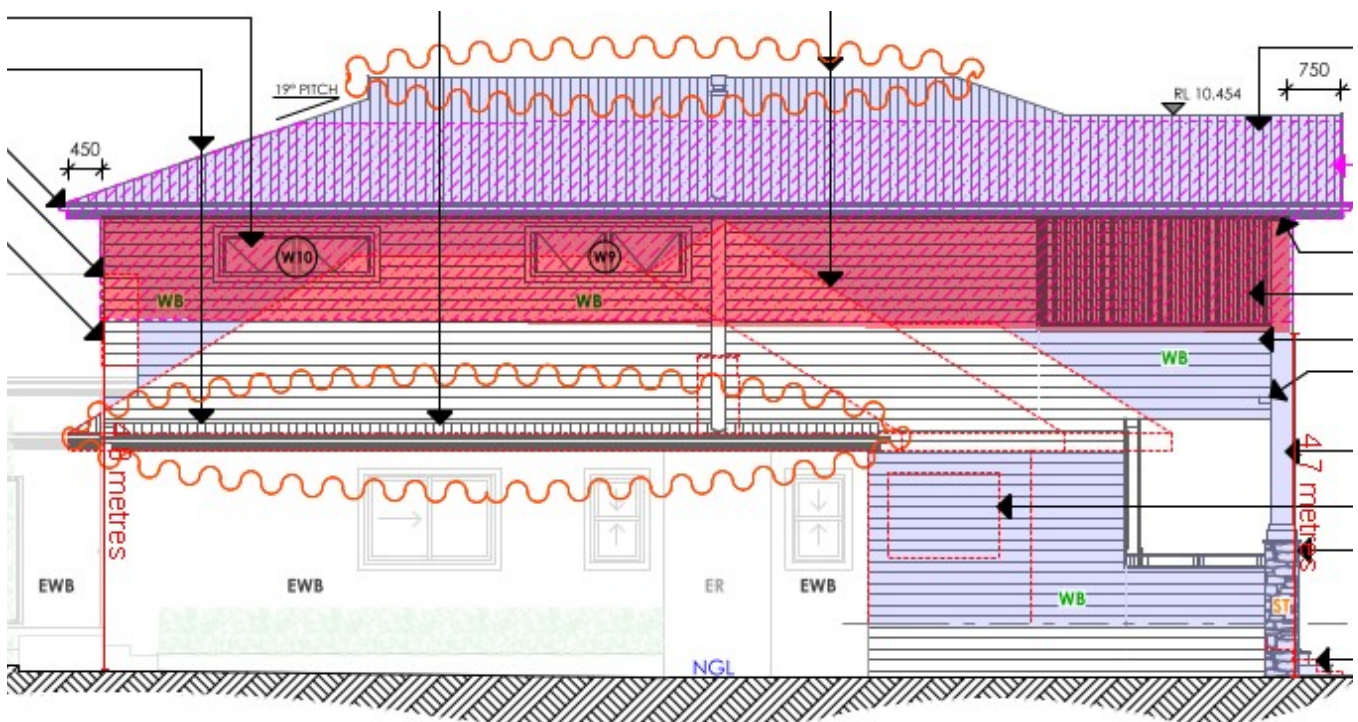 19° PITCH
750
RL 10.454
450
W10
W9
WB
WB
WB
4.7 metres
metres
EWB
EWB
ER
EWB
WB
ST
NGL